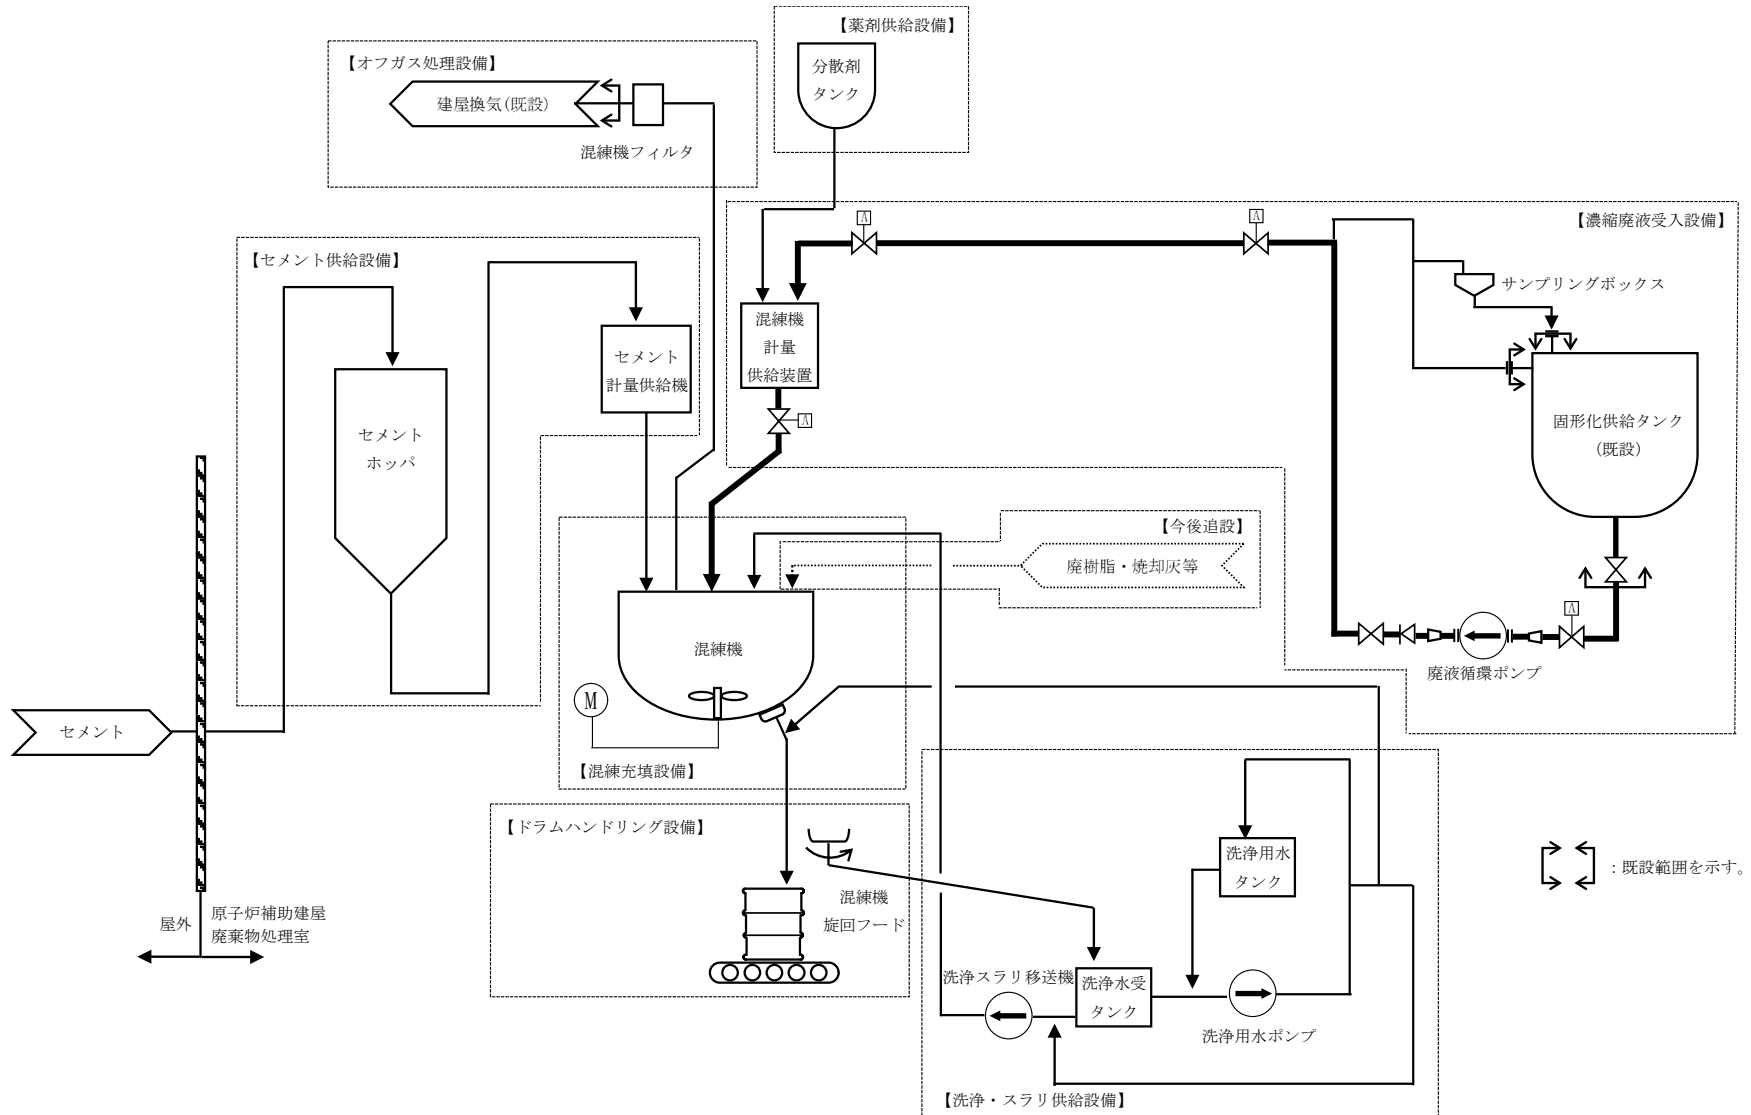 【薬剤供給設備】
分散剤
タンク
【オフガス処理設備】
建屋換気(既設)
混練機フィルタ
【濃縮廃液受入設備】
A
A
サンプリングボックス
【セメント供給設備】
混練機
計量
供給装置
セメント
計量供給機
A
固形化供給タンク
(既設)
セメント
ホッパ
【今後追設】
廃樹脂・焼却灰等
A
廃液循環ポンプ
混練機
M
セメント
【混練充填設備】
【ドラムハンドリング設備】
洗浄用水
タンク
:既設範囲を示す。
混練機
旋回フード
屋外
原子炉補助建屋
廃棄物処理室
洗浄スラリ移送機
洗浄水受
タンク
洗浄用水ポンプ
【洗浄・スラリ供給設備】